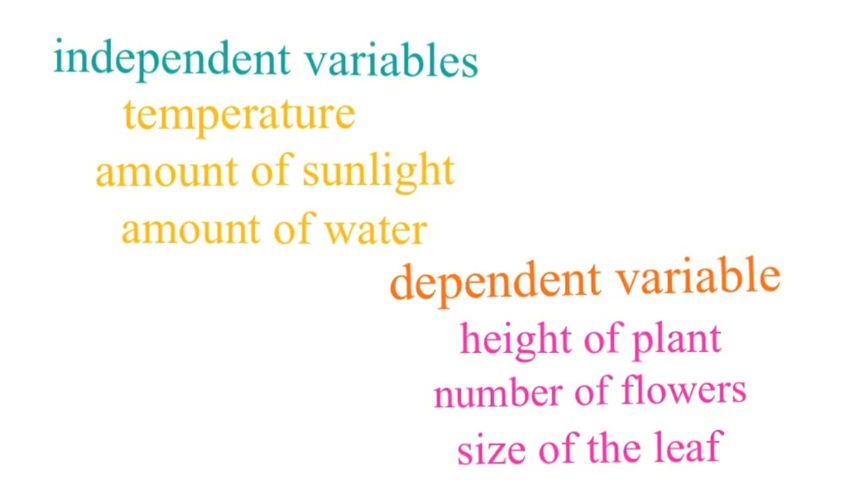 independent variables
temperature
amount of sunlight
amount of water
dependent variable
height of plant
number of flowers
size of the leaf